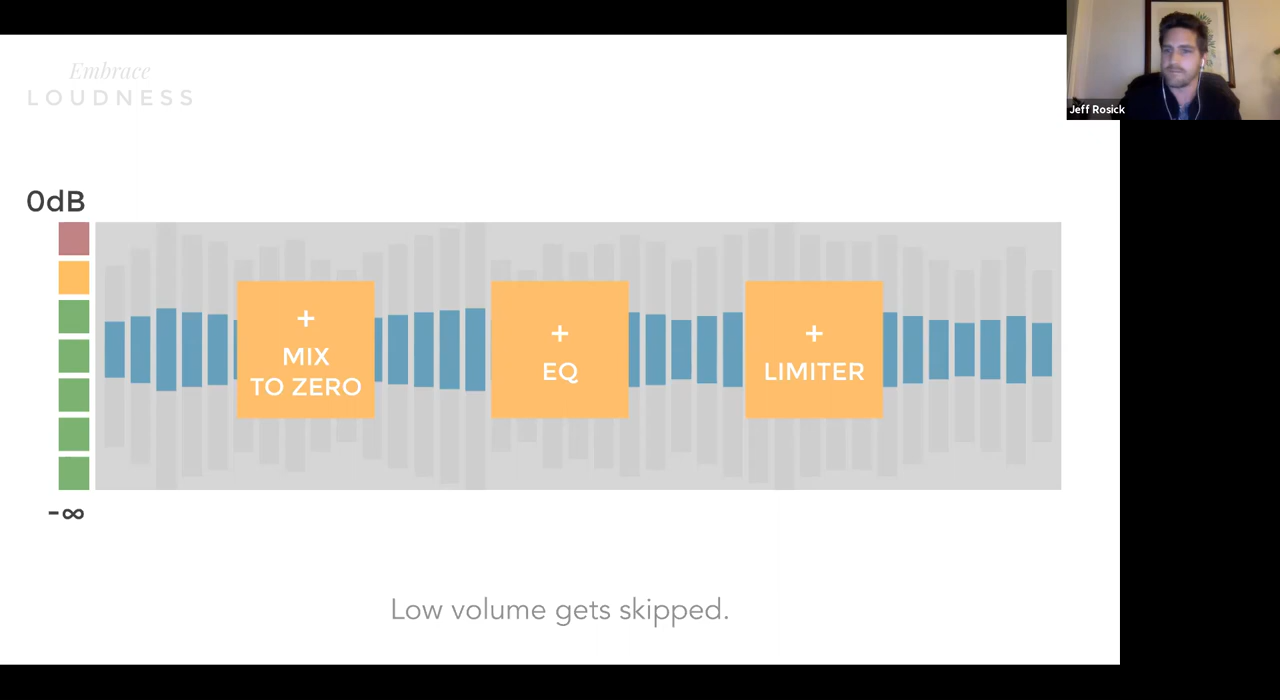 Embrace
LOUDNESS
Jeff Rosick
0dB
+
MIX
TO ZERO
+
EQ
+
LIMITER
-∞
Low volume gets skipped.